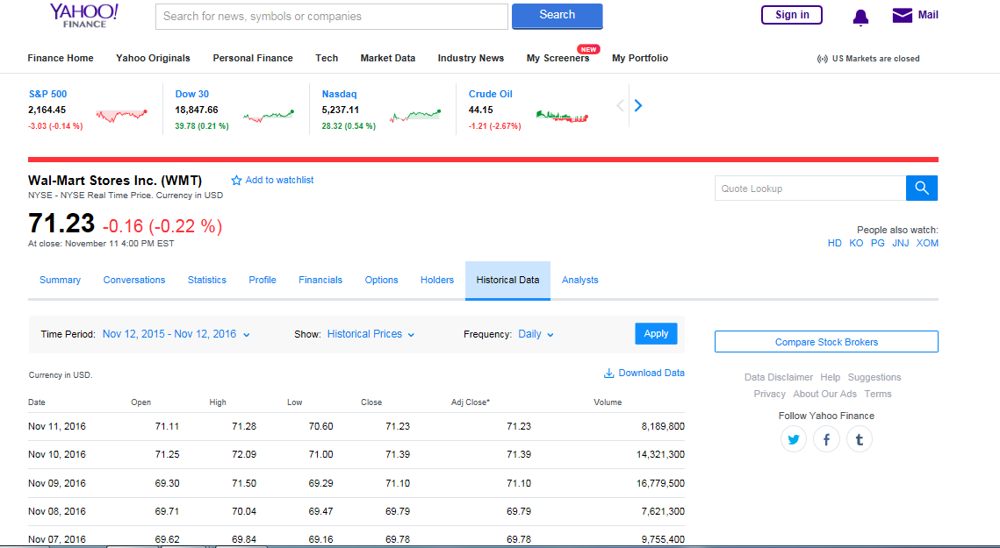 YAHOO!
FINANCE
Search for news, symbols or companies
Search
Sign in
Mail
Finance Home Yahoo Originals Personal Finance Tech Market Data Industry News My Screeners NEW My Portfolio
US Markets are closed
S&P 500 Dow 30 Nasdaq Crude Oil
2,164.45 18,847.66 5,237.11 44.15
-3.03 (-0.14 %) 39.78 (0.21 %) 28.32 (0.54 %) -1.21 (-2.67%)
Wal-Mart Stores Inc. (WMT) Add to watchlist
NYSE - NYSE Real Time Price. Currency in USD
Quote Lookup
71.23 -0.16 (-0.22 %)
At close: November 11 4:00 PM EST
People also watch:
HD KO PG JNJ XOM
Summary Conversations Statistics Profile Financials Options Holders Historical Data Analysts
Time Period: Nov 12, 2015 - Nov 12, 2016 Show: Historical Prices Frequency: Daily Apply
Currency in USD. Download Data
Date Open High Low Close Adj Close* Volume
Nov 11, 2016 71.11 71.28 70.60 71.23 71.23 8,189,800
Nov 10, 2016 71.25 72.09 71.00 71.39 71.39 14,321,300
Nov 09, 2016 69.30 71.50 69.29 71.10 71.10 16,779,500
Nov 08, 2016 69.71 70.04 69.47 69.79 69.79 7,621,300
Nov 07, 2016 69.62 69.84 69.16 69.78 69.78 9,755,400
Compare Stock Brokers
Data Disclaimer Help Suggestions
Privacy About Our Ads Terms
Follow Yahoo Finance